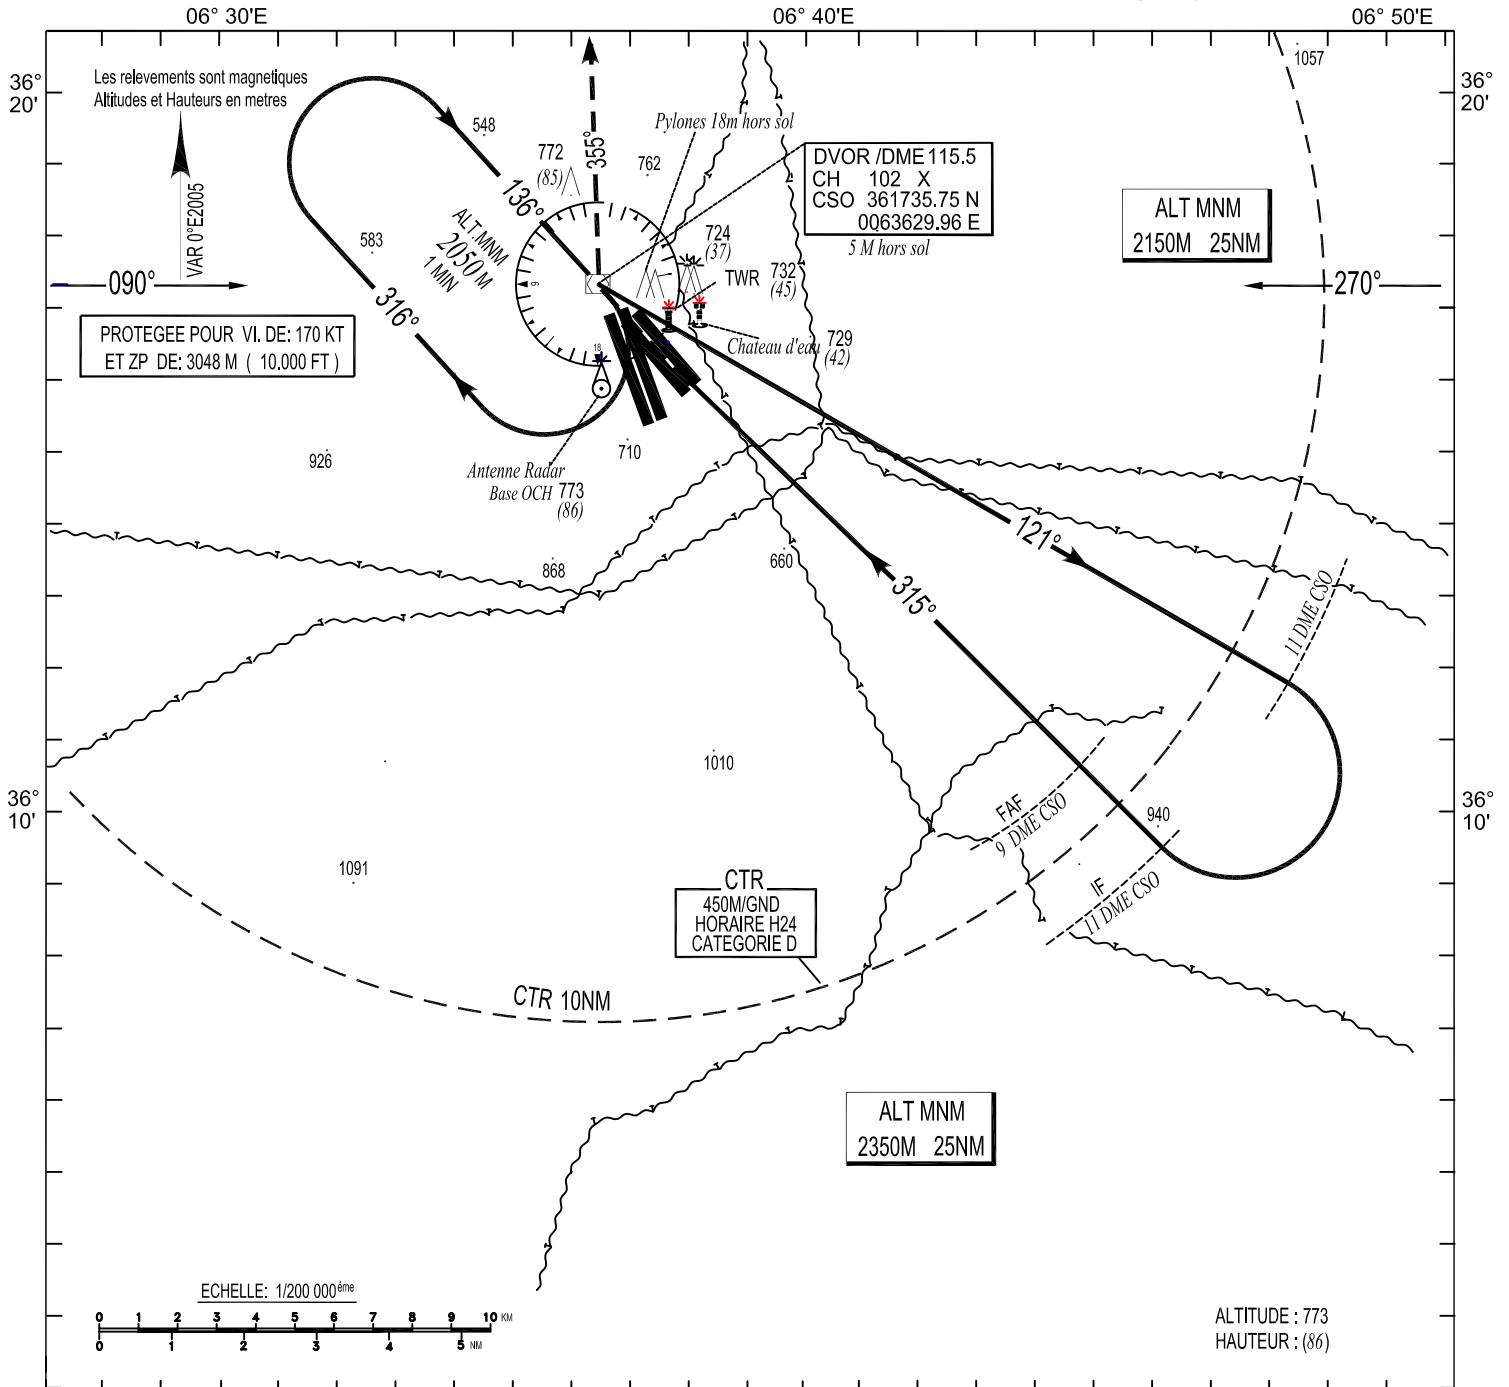 06° 30'E
06° 40'E
06° 50'E
36°
20'
36°
20'
Les relevements sont magnetiques
Altitudes et Hauteurs en metres
VAR 0°E2005
1057
548
772
(85)
355°
762
Pylones 18m hors sol
DVOR /DME 115.5
CH 102 X
CSO 361735.75 N
0063629.96 E
5 M hors sol
ALT MNM
2150M 25NM
136°
ALT.MNM
2050 M
1 MIN
583
724
(37)
TWR
732
(45)
090°
270°
316°
9
18
PROTEGEE POUR VI. DE: 170 KT
ET ZP DE: 3048 M ( 10.000 FT )
Chateau d'eau
729
(42)
926
710
Antenne Radar
Base OCH
773
(86)
868
660
121°
315°
11 DME CSO
1010
36°
10'
36°
10'
FAF
9 DME CSO
940
1091
IF
11 DME CSO
CTR
450M/GND
HORAIRE H24
CATEGORIE D
CTR 10NM
ALT MNM
2350M 25NM
ECHELLE: 1/200 000éme
0 1 2 3 4 5 6 7 8 9 10 KM
0 1 2 3 4 5 NM
ALTITUDE : 773
HAUTEUR : (86)